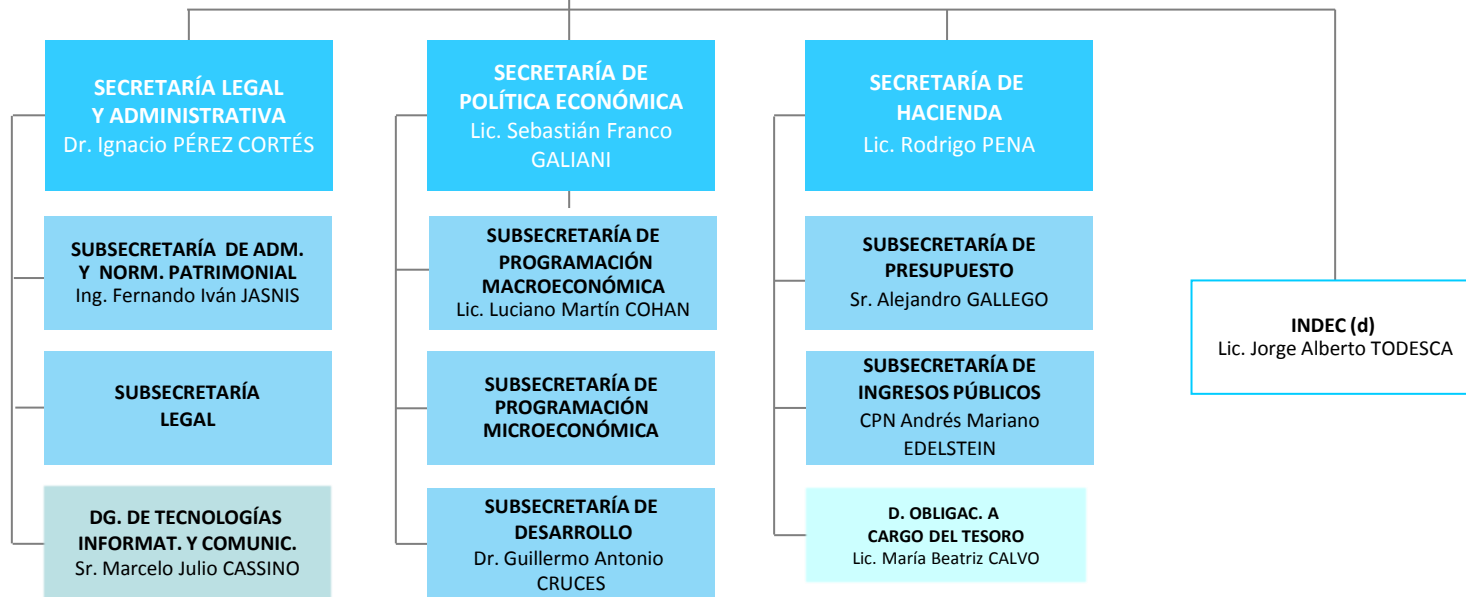 SECRETARÍA LEGAL
Y ADMINISTRATIVA
Dr. Ignacio PÉREZ CORTÉS
SUBSECRETARÍA DE ADM.
Y NORM. PATRIMONIAL
Ing. Fernando Iván JASNIS
SUBSECRETARÍA
LEGAL
DG. DE TECNOLOGÍAS
INFORMAT. Y COMUNIC.
Sr. Marcelo Julio CASSINO
SECRETARÍA DE
POLÍTICA ECONÓMICA
Lic. Sebastián Franco
GALIANI
SUBSECRETARÍA DE
PROGRAMACIÓN
MACROECONÓMICA
Lic. Luciano Martín COHAN
SUBSECRETARÍA DE
PROGRAMACIÓN
MICROECONÓMICA
SUBSECRETARÍA DE
DESARROLLO
Dr. Guillermo Antonio
CRUCES
SECRETARÍA DE
HACIENDA
Lic. Rodrigo PENA
SUBSECRETARÍA DE
PRESUPUESTO
Sr. Alejandro GALLEGO
SUBSECRETARÍA DE
INGRESOS PÚBLICOS
CPN Andrés Mariano
EDELSTEIN
D. OBLIGAC. A
CARGO DEL TESORO
Lic. María Beatriz CALVO
INDEC (d)
Lic. Jorge Alberto TODESCA